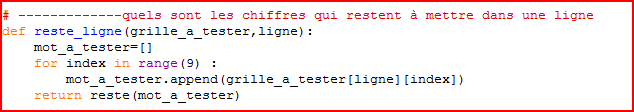 # -------------quels sont les chiffres qui restent à mettre dans une ligne
def reste_ligne(grille_a_tester,ligne):
    mot_a_tester=[]
    for index in range(9) :
        mot_a_tester.append(grille_a_tester[ligne][index])
    return reste(mot_a_tester)